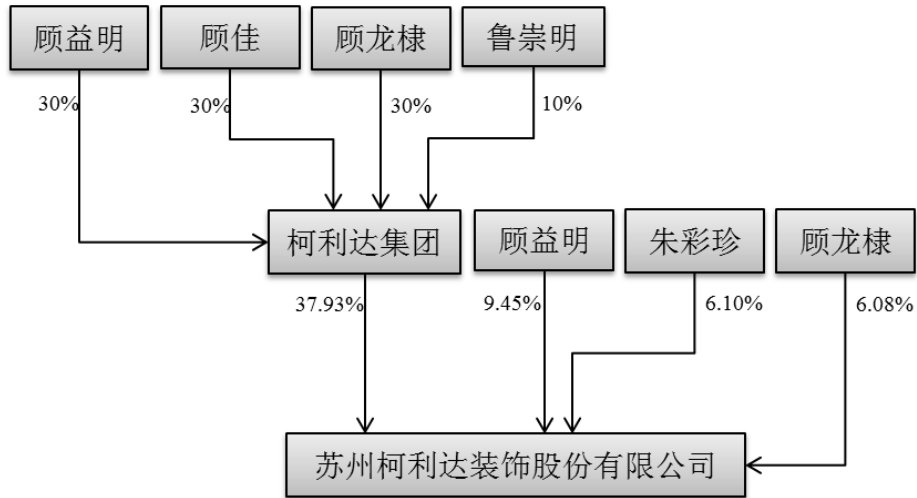 顾益明
顾佳
顾龙棣
鲁崇明
30%
30%
30%
10%
柯利达集团
顾益明
朱彩珍
顾龙棣
37.93%
9.45%
6.10%
6.08%
苏州柯利达装饰股份有限公司